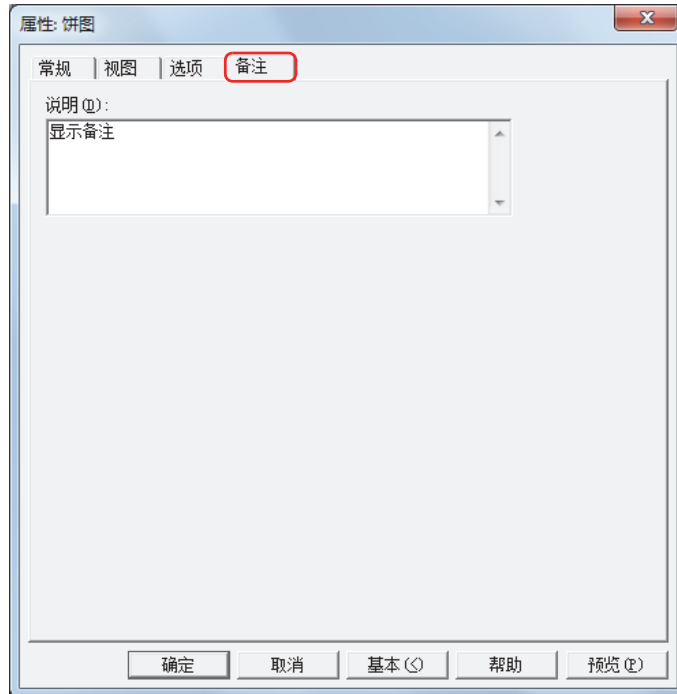 属性: 饼图
常规 视图 选项 备注
说明(D):
显示备注
确定 取消 基本(<) 帮助 预览(P)